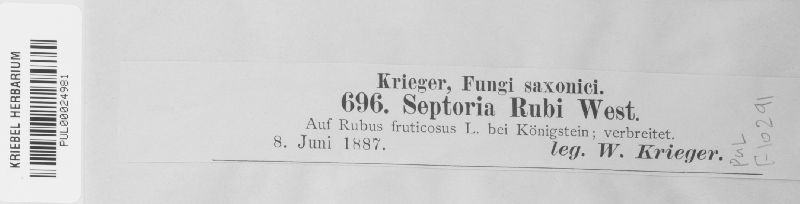 KRIEBEL HERBARIUM
PUL00024981
Krieger, Fungi saxonici.
696. Septoria Rubi West.
Auf Rubus fruticosus L. bei Königstein; verbreitet.
8. Juni 1887.
leg. W. Krieger.
PUL
F10291